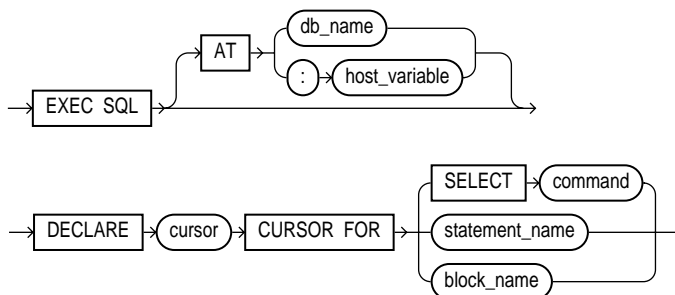 db_name
AT
: host_variable
EXEC SQL
SELECT command
DECLARE cursor CURSOR FOR statement_name
block_name